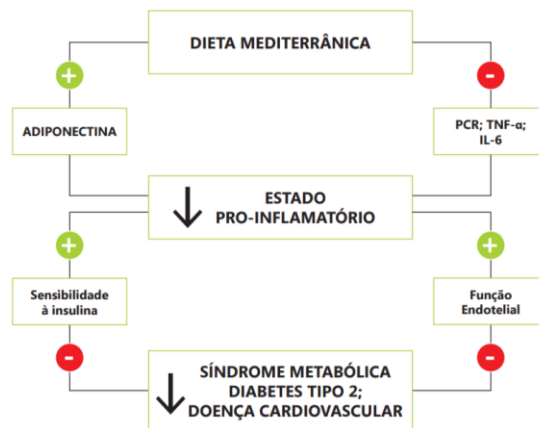 DIETA MEDITERRÂNICA
+
-
ADIPONECTINA
PCR; TNF-α;
IL-6
↓ ESTADO
PRO-INFLAMATÓRIO
+
+
Sensibilidade
à insulina
Função
Endotelial
-
-
↓ SÍNDROME METABÓLICA
DIABETES TIPO 2;
DOENÇA CARDIOVASCULAR